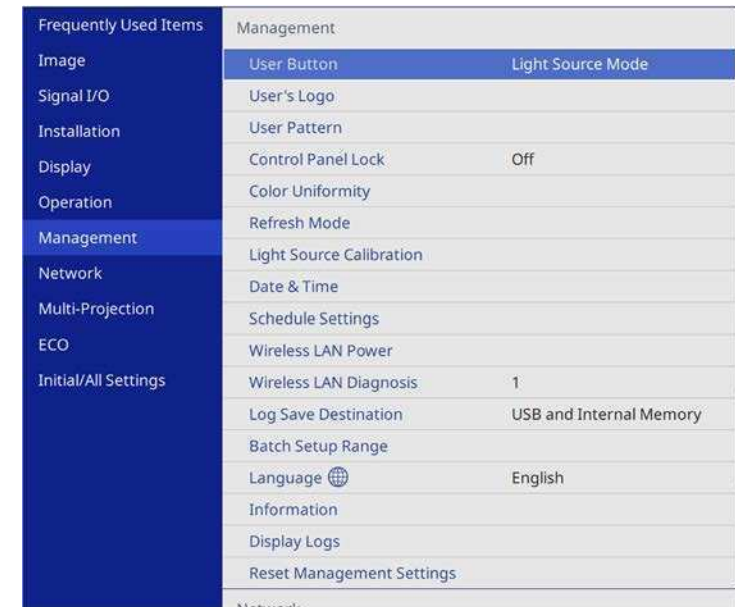 Frequently Used Items
Image
Signal I/O
Installation
Display
Operation
Management
Network
Multi-Projection
ECO
Initial/All Settings
Management
User Button Light Source Mode
User's Logo
User Pattern
Control Panel Lock Off
Color Uniformity
Refresh Mode
Light Source Calibration
Date & Time
Schedule Settings
Wireless LAN Power
Wireless LAN Diagnosis 1
Log Save Destination USB and Internal Memory
Batch Setup Range
Language English
Information
Display Logs
Reset Management Settings
Network